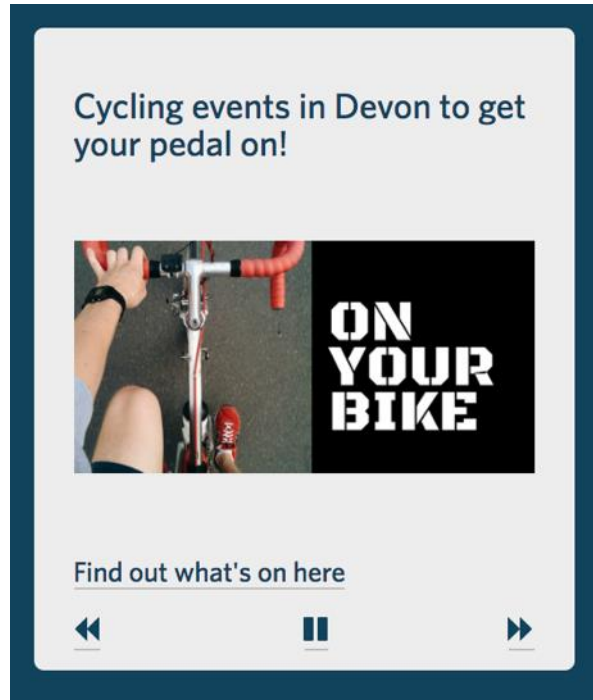 Cycling events in Devon to get
your pedal on!
ON
YOUR
BIKE
Find out what's on here